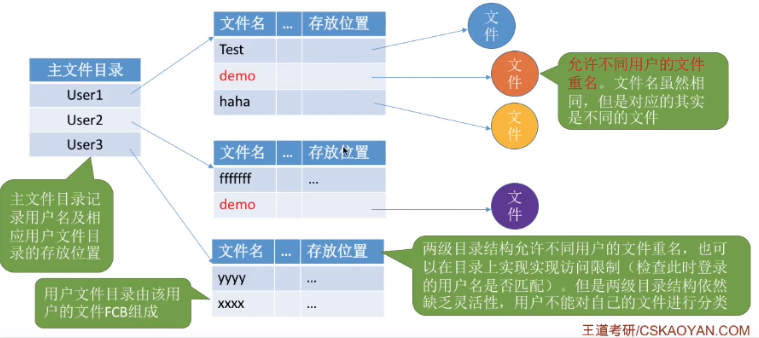 文件名 ... 存放位置
Test
demo
haha
文
件
文
件
文
件
允许不同用户的文件
重名。文件名虽然相
同，但是对应的其实
是不同的文件
主文件目录
User1
User2
User3
文件名 ... 存放位置
fffffff ...
demo
文
件
主文件目录记
录用户名及相
应用户文件目
录的存放位置
文件名 ... 存放位置
yyyy ...
xxxx ...
用户文件目录由该用
户的文件FCB组成
两级目录结构允许不同用户的文件重名，也可
以在目录上实现实现访问限制（检查此时登录
的用户名是否匹配）。但是两级目录结构依然
缺乏灵活性，用户不能对自己的文件进行分类
王道考研/CSKAOYAN.COM